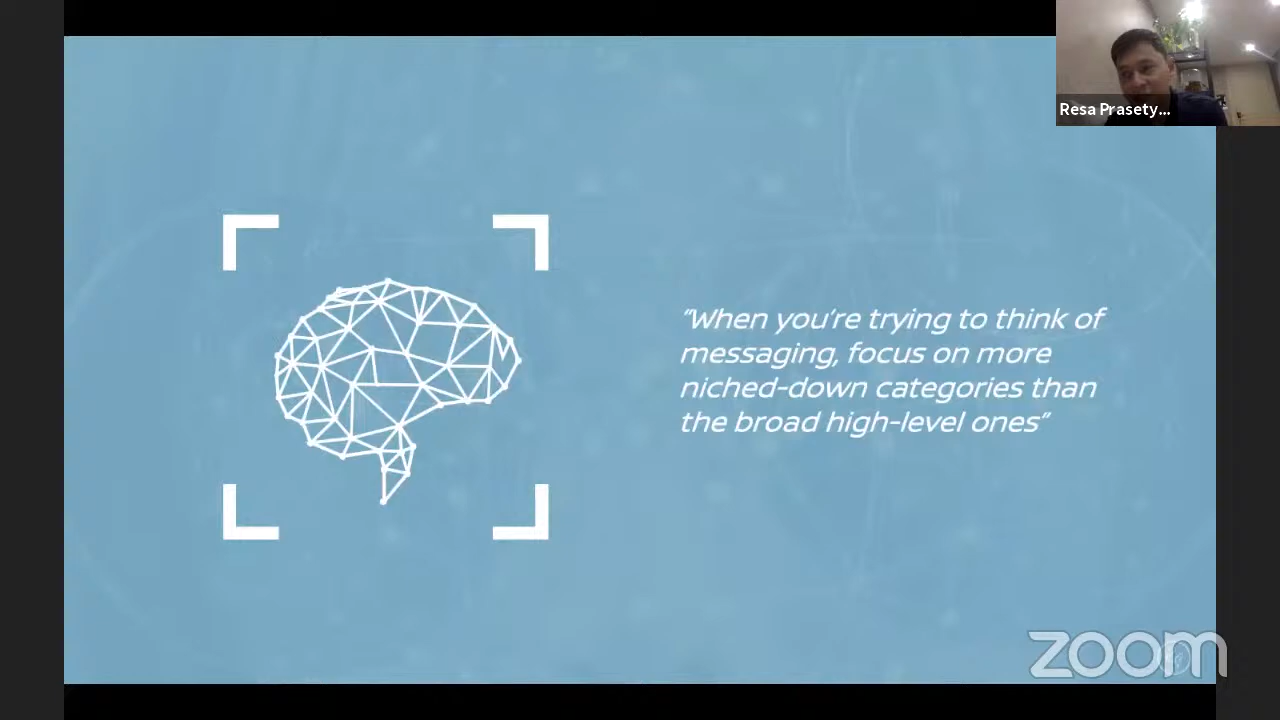 Resa Prasety...
"When you're trying to think of
messaging, focus on more
niched-down categories than
the broad high-level ones"
zoom